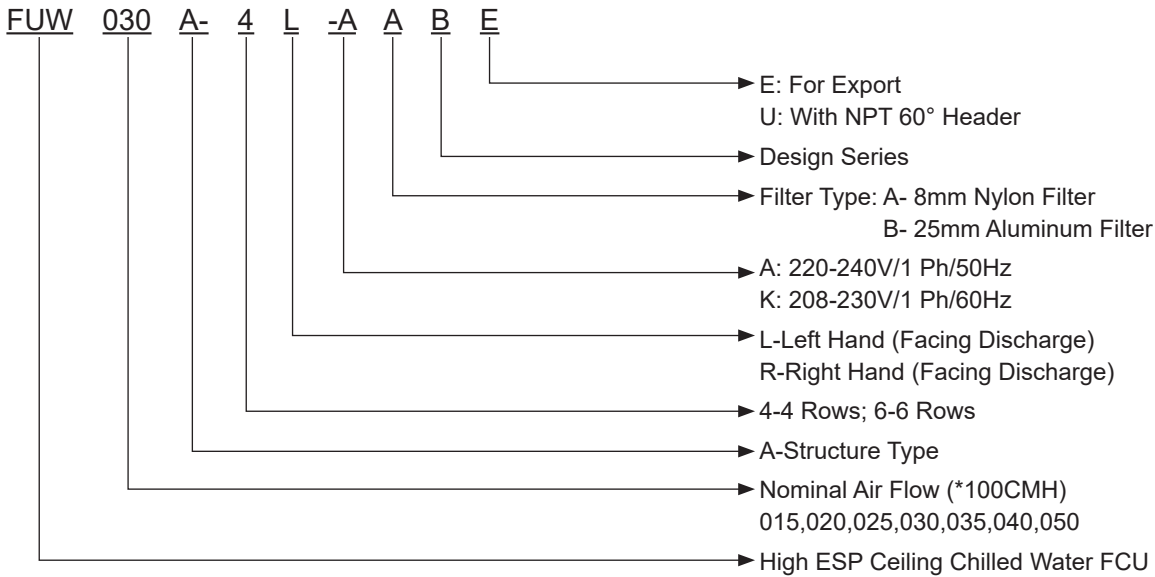 FUW 030 A- 4 L -A A B E
E: For Export
U: With NPT 60° Header
Design Series
Filter Type: A- 8mm Nylon Filter
B- 25mm Aluminum Filter
A: 220-240V/1 Ph/50Hz
K: 208-230V/1 Ph/60Hz
L-Left Hand (Facing Discharge)
R-Right Hand (Facing Discharge)
4-4 Rows; 6-6 Rows
A-Structure Type
Nominal Air Flow (*100CMH)
015,020,025,030,035,040,050
High ESP Ceiling Chilled Water FCU